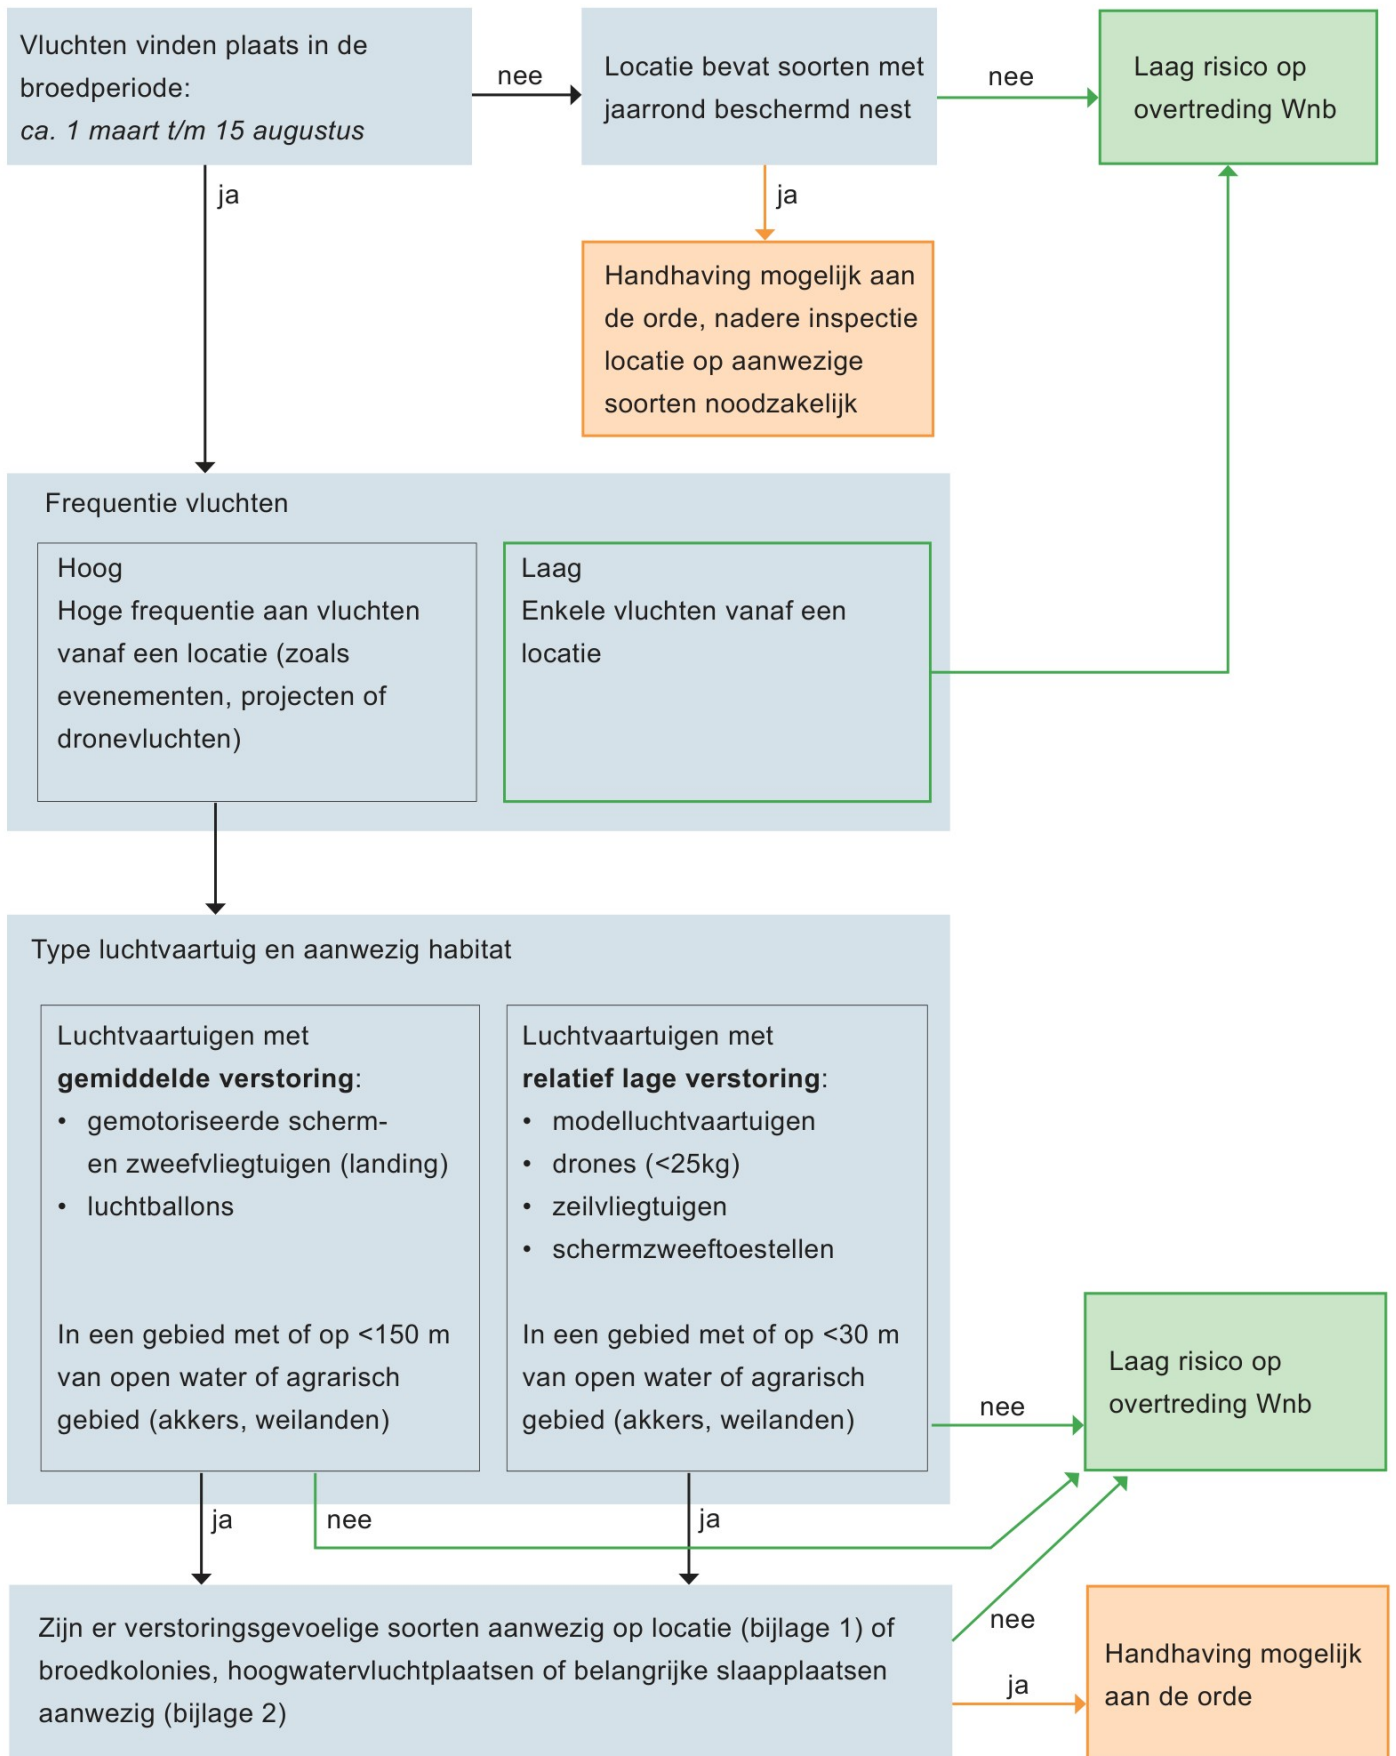 Vluchten vinden plaats in de
broedperiode:
ca. 1 maart t/m 15 augustus
nee
Locatie bevat soorten met
jaarrond beschermd nest
nee
Laag risico op
overtreding Wnb
ja
ja
Handhaving mogelijk aan
de orde, nadere inspectie
locatie op aanwezige
soorten noodzakelijk
Frequentie vluchten
Hoog
Hoge frequentie aan vluchten
vanaf een locatie (zoals
evenementen, projecten of
dronevluchten)
Laag
Enkele vluchten vanaf een
locatie
Type luchtvaartuig en aanwezig habitat
Luchtvaartuigen met
gemiddelde verstoring:
• gemotoriseerde scherm-
en zweefvliegtuigen (landing)
• luchtballons
In een gebied met of op <150 m
van open water of agrarisch
gebied (akkers, weilanden)
Luchtvaartuigen met
relatief lage verstoring:
• modelluchtvaartuigen
• drones (<25kg)
• zeilvliegtuigen
• schermzweeftoestellen
In een gebied met of op <30 m
van open water of agrarisch
gebied (akkers, weilanden)
nee
Laag risico op
overtreding Wnb
ja
nee
ja
Zijn er verstoringsgevoelige soorten aanwezig op locatie (bijlage 1) of
broedkolonies, hoogwatervluchtplaatsen of belangrijke slaapplaatsen
aanwezig (bijlage 2)
nee
ja
Handhaving mogelijk
aan de orde